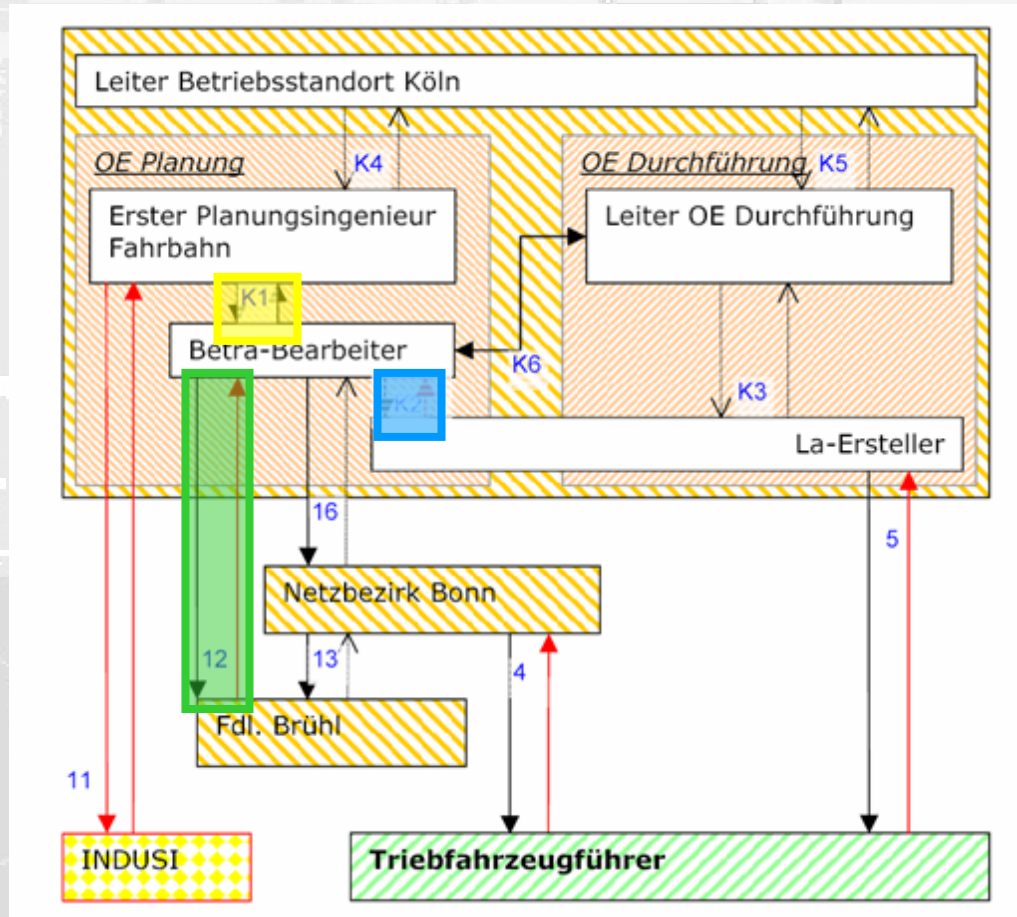 Leiter Betriebsstandort Köln
OE Planung
K4
OE Durchführung
K5
Erster Planungsingenieur
Fahrbahn
Leiter OE Durchführung
K1
Betra-Bearbeiter
K6
K2
K3
La-Ersteller
16
5
Netzbezirk Bonn
12
13
4
Fdl. Brühl
11
INDUSI
Triebfahrzeugführer